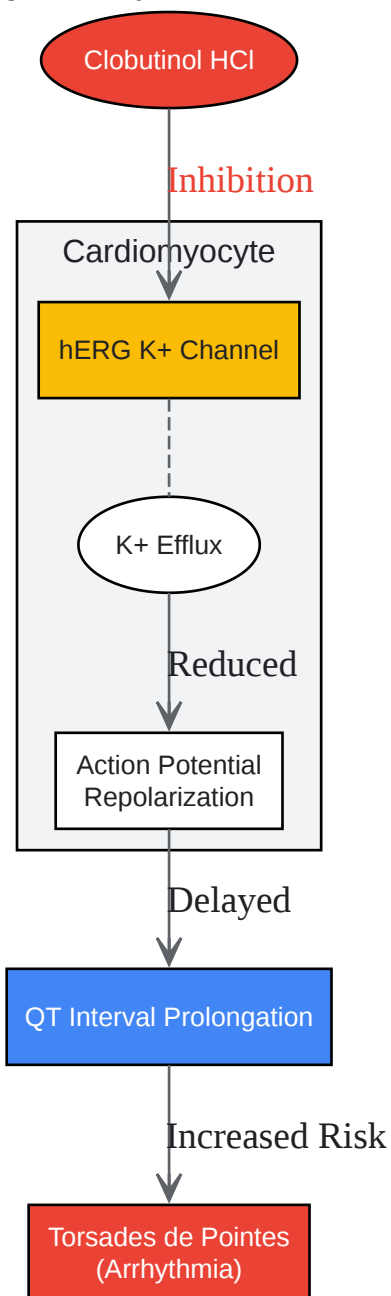 Clobutinol HCl
Inhibition
Cardiomyocyte
hERG K+ Channel
K+ Efflux
Reduced
Action Potential
Repolarization
Delayed
QT Interval Prolongation
Increased Risk
Torsades de Pointes
(Arrhythmia)